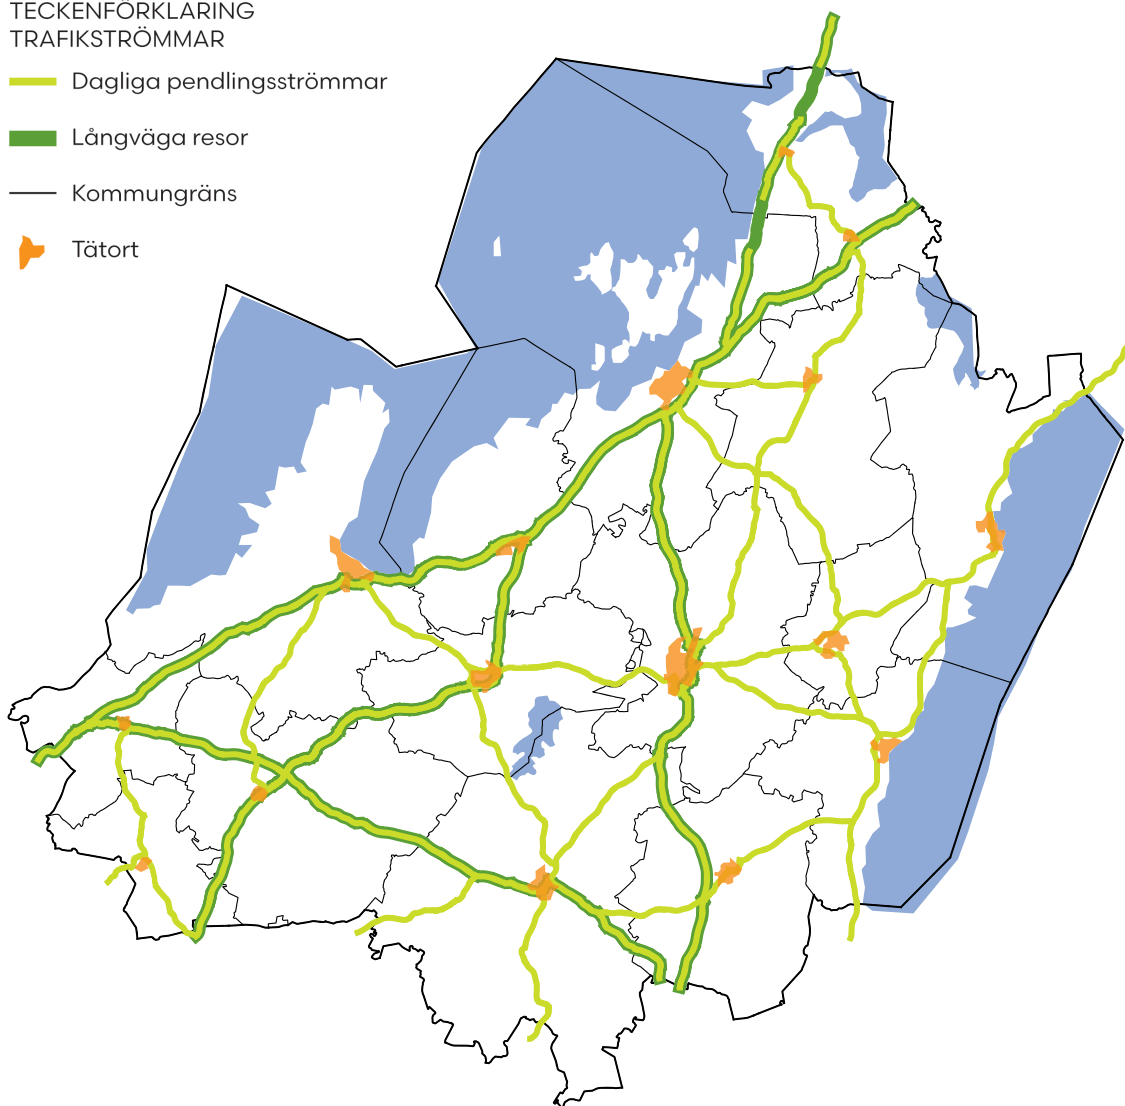 TECKENFÖRKLARING
TRAFIKSTRÖMMAR
Dagliga pendlingsströmmar
Långväga resor
Kommungräns
Tätort